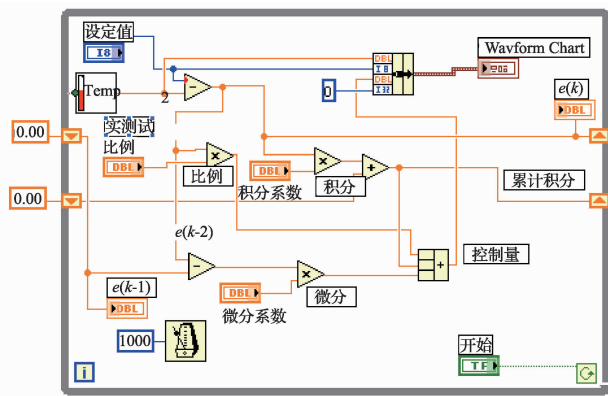 设定值
I8
Temp
2
实测试
比例
DBL
DBL
I8
DBL
I32
0
Wavform Chart
e(k)
DBL
0.00
0.00
比例
积分系数
DBL
积分
累计积分
e(k-2)
e(k-1)
DBL
DBL
微分系数
微分
控制量
1000
i
开始
TF